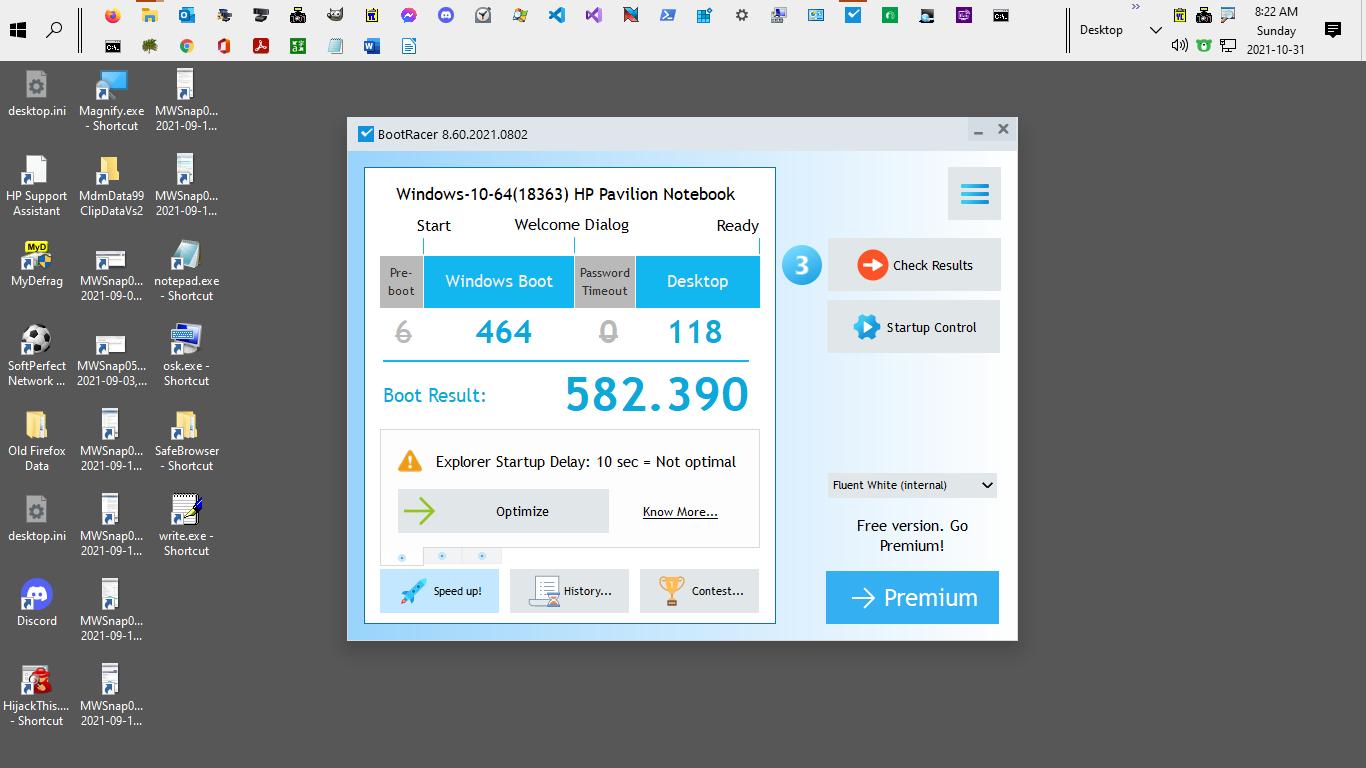 Desktop
8:22 AM
Sunday
2021-10-31
desktop.ini
Magnify.exe
- Shortcut
MWSnap0...
2021-09-1...
HP Support
Assistant
MdmData99
ClipDataVs2
MWSnap0...
2021-09-1...
MyDefrag
MWSnap0...
2021-09-0...
notepad.exe
- Shortcut
SoftPerfect
Network ...
MWSnap05...
2021-09-03,...
osk.exe -
Shortcut
Old Firefox
Data
MWSnap0...
2021-09-1...
SafeBrowser
- Shortcut
desktop.ini
MWSnap0...
2021-09-1...
write.exe -
Shortcut
Discord
MWSnap0...
2021-09-1...
HijackThis....
- Shortcut
MWSnap0...
2021-09-1...
BootRacer 8.60.2021.0802
Windows-10-64(18363) HP Pavilion Notebook
Start Welcome Dialog Ready
Pre-
boot
Windows Boot
Password
Timeout
Desktop
6 464 0 118
Boot Result: 582.390
Explorer Startup Delay: 10 sec = Not optimal
Optimize Know More...
Speed up! History... Contest...
3
Check Results
Startup Control
Fluent White (internal)
Free version. Go
Premium!
Premium